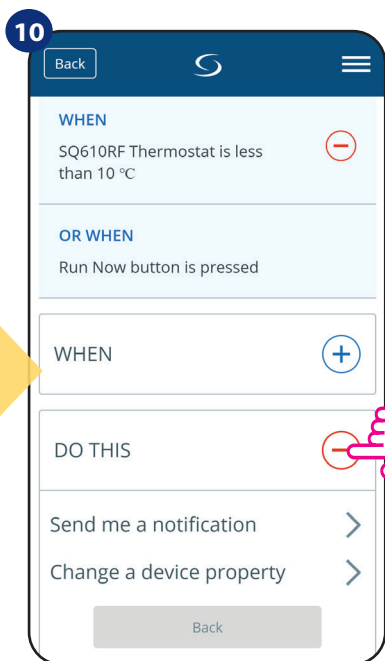 10
Back
WHEN
SQ610RF Thermostat is less
than 10 ℃
OR WHEN
Run Now button is pressed
WHEN
DO THIS
Send me a notification
Change a device property
Back